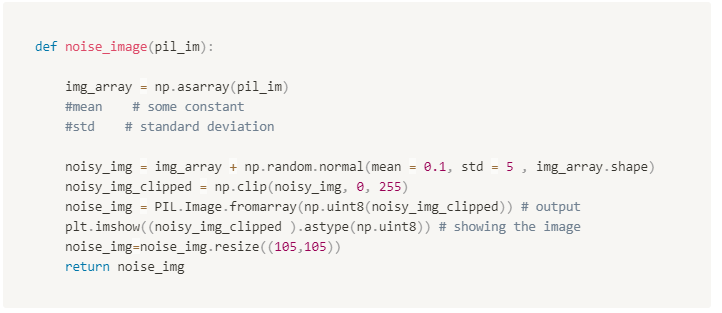 def noise_image(pil_im):
img_array = np.asarray(pil_im)
#mean    # some constant
#std    # standard deviation
noisy_img = img_array + np.random.normal(mean = 0.1, std = 5 , img_array.shape)
noisy_img_clipped = np.clip(noisy_img, 0, 255)
noise_img = PIL.Image.fromarray(np.uint8(noisy_img_clipped)) # output
plt.imshow((noisy_img_clipped ).astype(np.uint8)) # showing the image
noise_img=noise_img.resize((105,105))
return noise_img